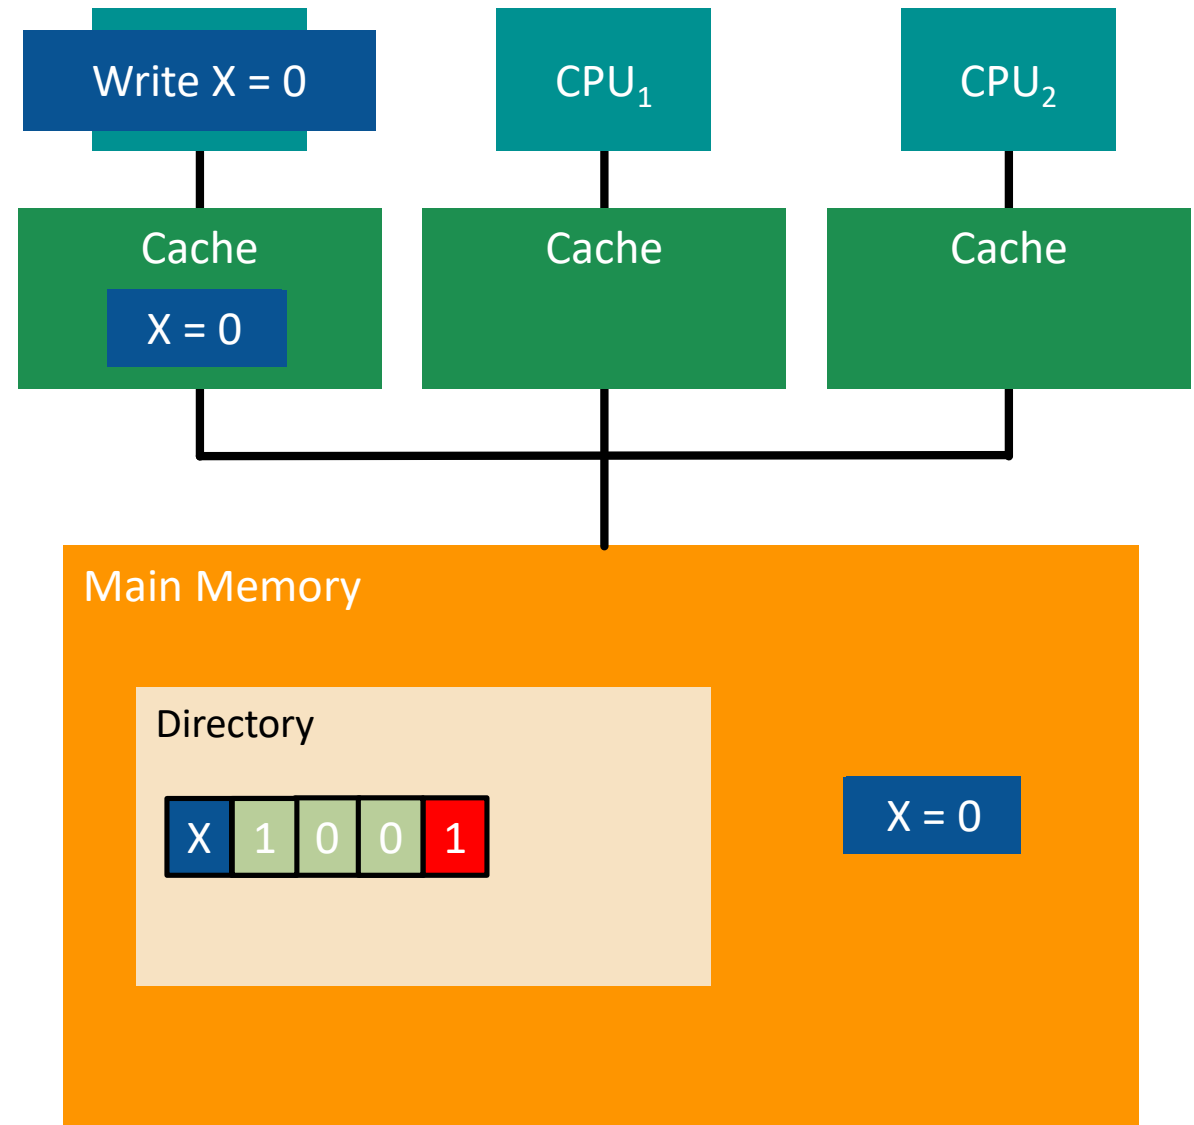 Write X = 0
CPU₁
CPU₂
Cache
Cache
Cache
X = 0
Main Memory
Directory
X 1 0 0 1
X = 0